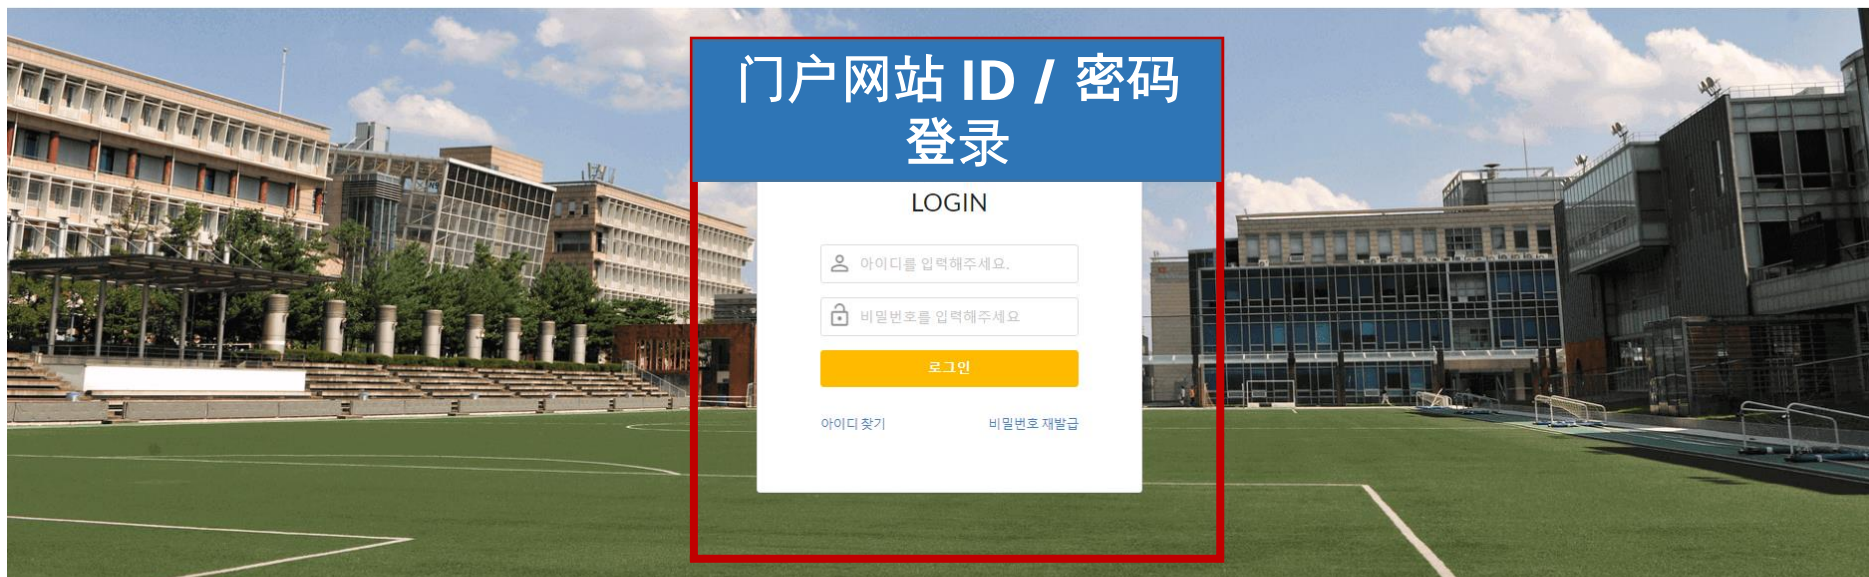 门户网站 ID / 密码
登录
LOGIN
아이디를 입력해주세요.
비밀번호를 입력해주세요
로그인
아이디 찾기 비밀번호 재발급